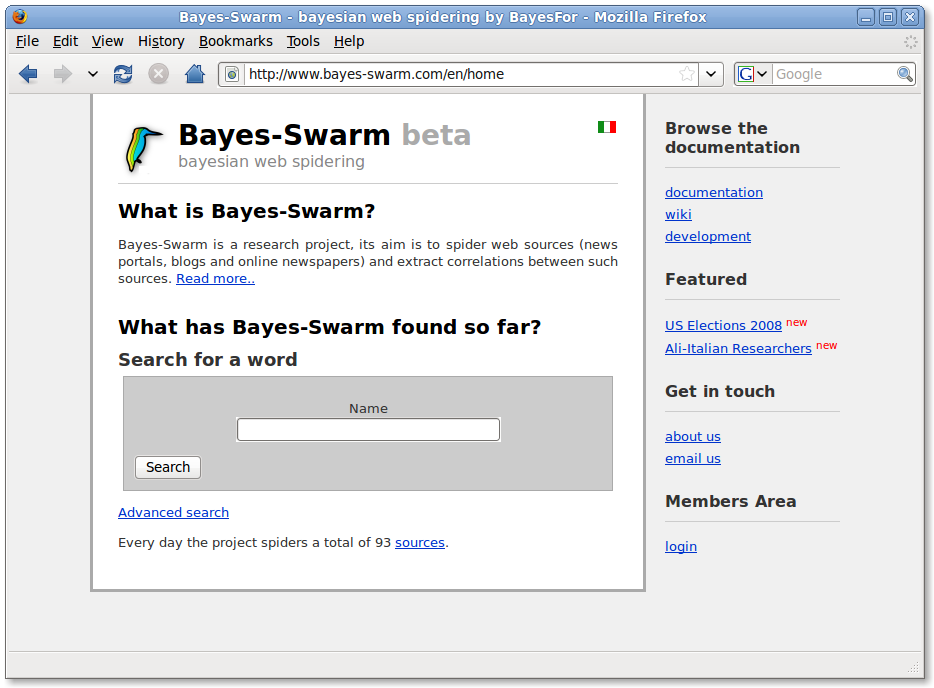 Bayes-Swarm - bayesian web spidering by BayesFor - Mozilla Firefox
File Edit View History Bookmarks Tools Help
http://www.bayes-swarm.com/en/home
G
Google
Bayes-Swarm beta
bayesian web spidering
What is Bayes-Swarm?
Bayes-Swarm is a research project, its aim is to spider web sources (news
portals, blogs and online newspapers) and extract correlations between such
sources. Read more..
What has Bayes-Swarm found so far?
Search for a word
Name
Search
Advanced search
Every day the project spiders a total of 93 sources.
Browse the
documentation
documentation
wiki
development
Featured
US Elections 2008 new
Ali-Italian Researchers new
Get in touch
about us
email us
Members Area
login